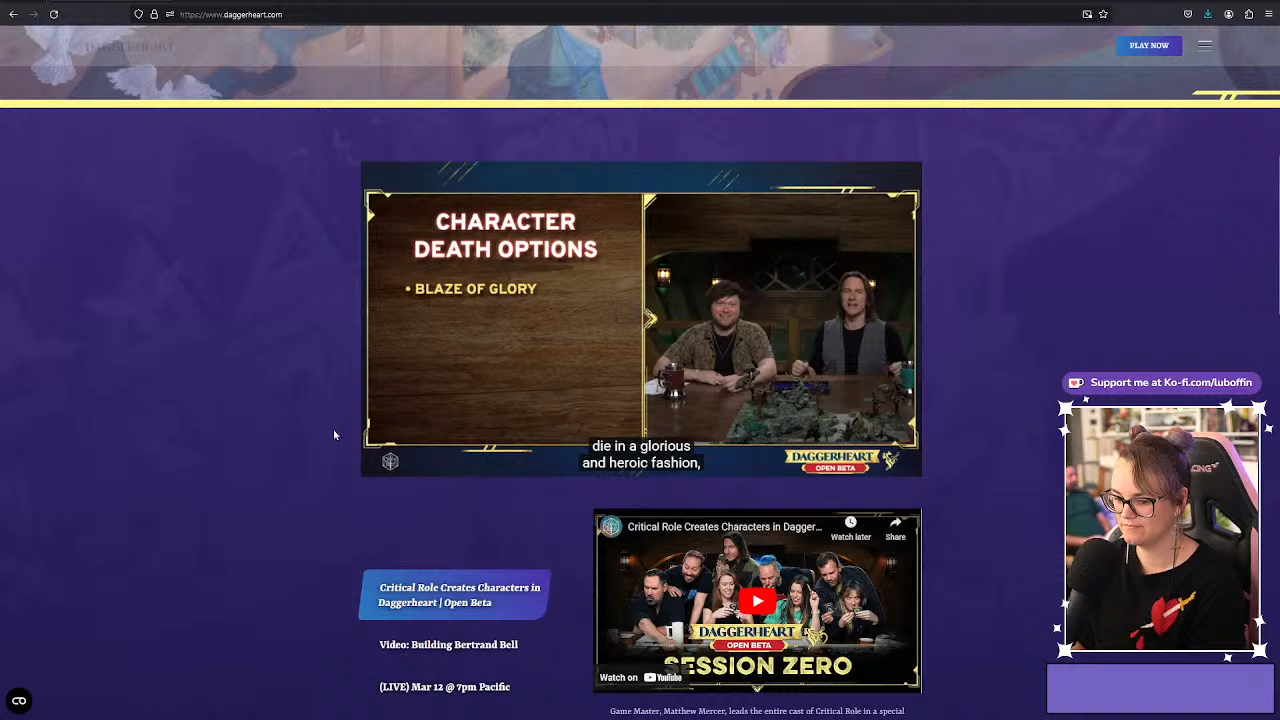 https://www.daggerheart.com
DAGGERHEART
PLAY NOW
CHARACTER
DEATH OPTIONS
• BLAZE OF GLORY
die in a glorious
and heroic fashion,
DAGGERHEART
OPEN BETA
Support me at Ko-fi.com/luboffin
Critical Role Creates Characters in Dagger...
Watch later
Share
Critical Role Creates Characters in
Daggerheart | Open Beta
DAGGERHEART
OPEN BETA
SESSION ZERO
Video: Building Bertrand Bell
Watch on YouTube
(LIVE) Mar 12 @ 7pm Pacific
Game Master, Matthew Mercer, leads the entire cast of Critical Role in a special